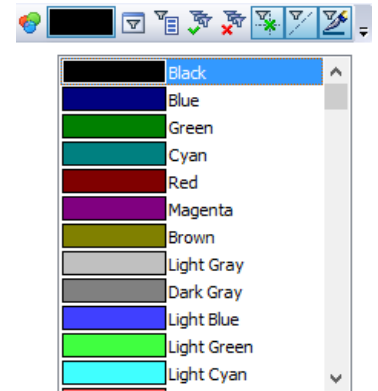 Black
Blue
Green
Cyan
Red
Magenta
Brown
Light Gray
Dark Gray
Light Blue
Light Green
Light Cyan